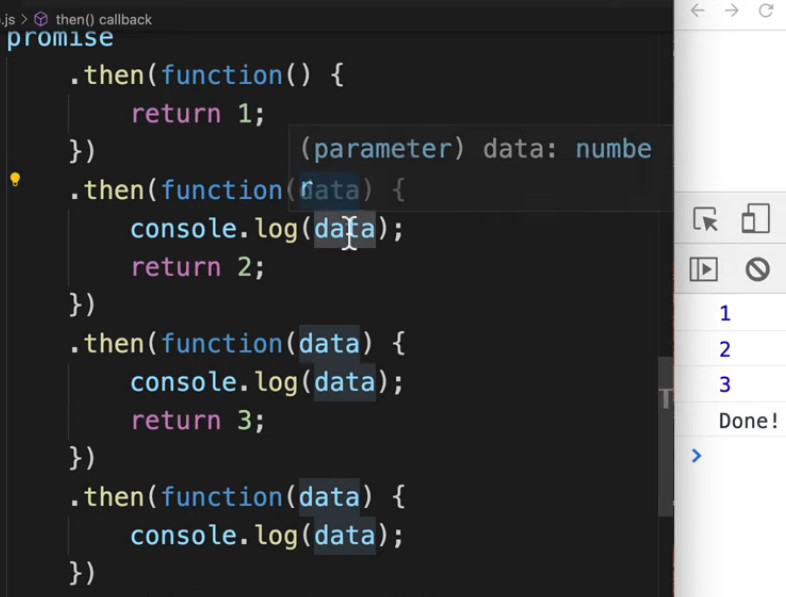 .js > then() callback
promise
.then(function() {
return 1;
})
(parameter) data: numbe
r
.then(function(data) {
console.log(data);
return 2;
})
.then(function(data) {
console.log(data);
return 3;
})
.then(function(data) {
console.log(data);
})
1
2
3
Done!
>